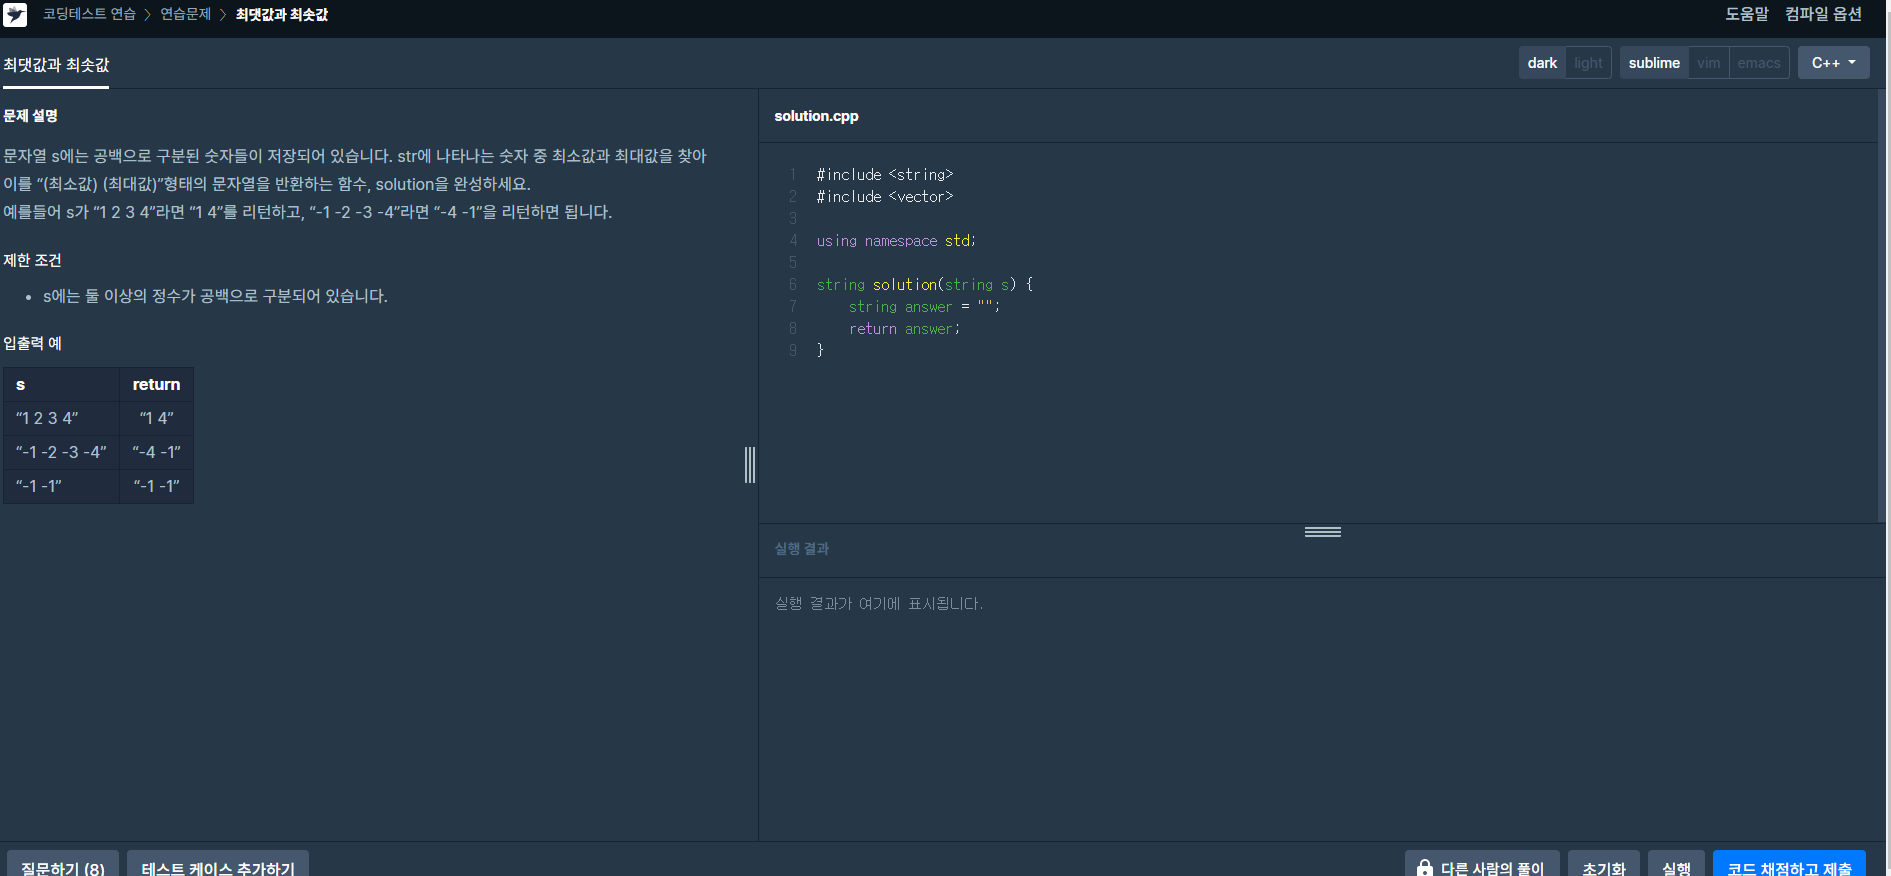 코딩테스트 연습 > 연습문제 > 최댓값과 최솟값
도움말 컴파일 옵션
최댓값과 최솟값
dark light sublime vim emacs C++
문제 설명
문자열 s에는 공백으로 구분된 숫자들이 저장되어 있습니다. str에 나타나는 숫자 중 최소값과 최대값을 찾아
이를 “(최소값) (최대값)”형태의 문자열을 반환하는 함수, solution을 완성하세요.
예를들어 s가 “1 2 3 4”라면 “1 4”를 리턴하고, “-1 -2 -3 -4”라면 “-4 -1”을 리턴하면 됩니다.
제한 조건
• s에는 둘 이상의 정수가 공백으로 구분되어 있습니다.
입출력 예
s return
“1 2 3 4” “1 4”
“-1 -2 -3 -4” “-4 -1”
“-1 -1” “-1 -1”
solution.cpp
1 #include <string>
2 #include <vector>
3
4 using namespace std;
5
6 string solution(string s) {
7     string answer = "";
8     return answer;
9 }
실행 결과
실행 결과가 여기에 표시됩니다.
질문하기 (8) 테스트 케이스 추가하기
다른 사람의 풀이 초기화 실행 코드 채점하고 제출